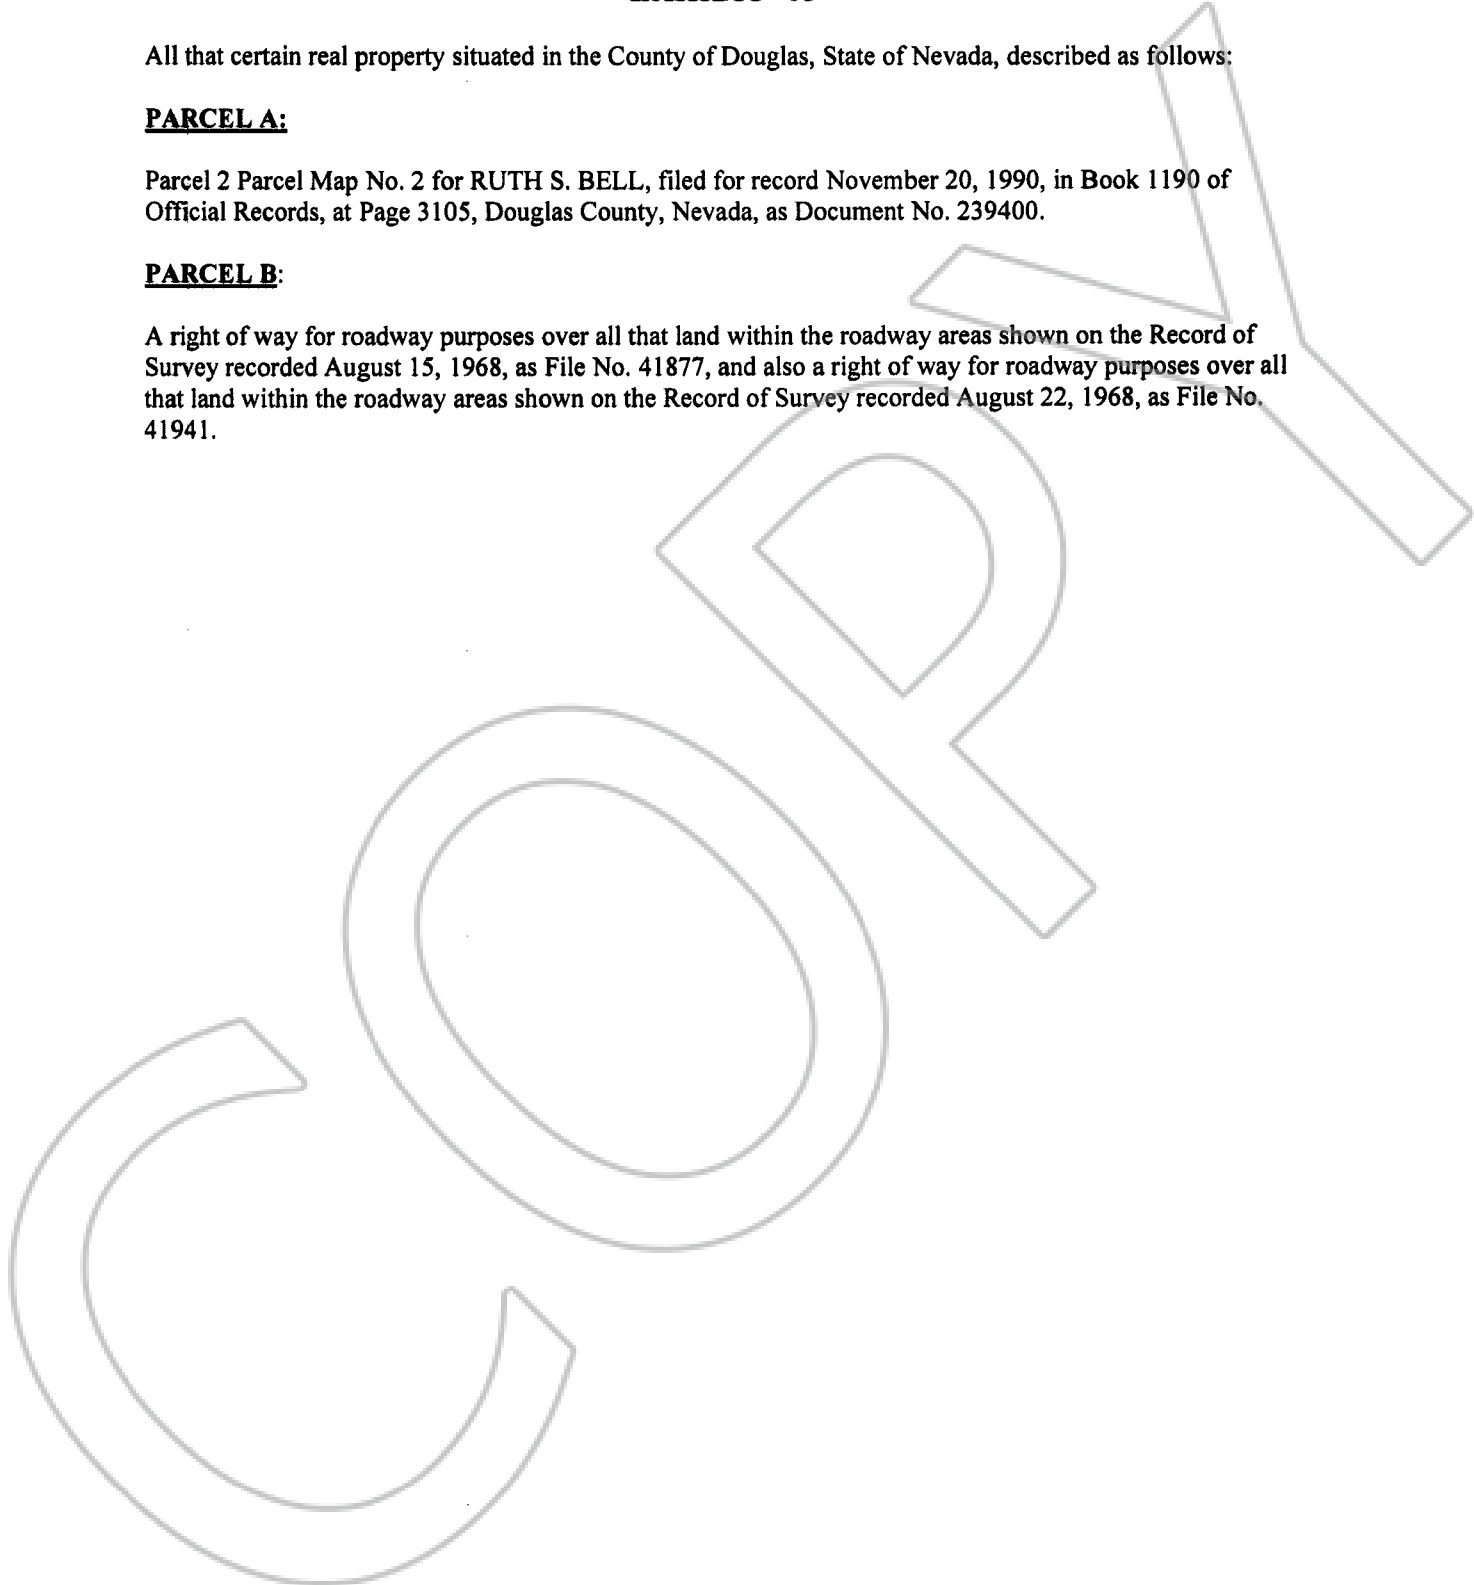 All that certain real property situated in the County of Douglas, State of Nevada, described as follows:
PARCEL A:
Parcel 2 Parcel Map No. 2 for RUTH S. BELL, filed for record November 20, 1990, in Book 1190 of
Official Records, at Page 3105, Douglas County, Nevada, as Document No. 239400.
PARCEL B:
A right of way for roadway purposes over all that land within the roadway areas shown on the Record of
Survey recorded August 15, 1968, as File No. 41877, and also a right of way for roadway purposes over all
that land within the roadway areas shown on the Record of Survey recorded August 22, 1968, as File No.
41941.
COPY